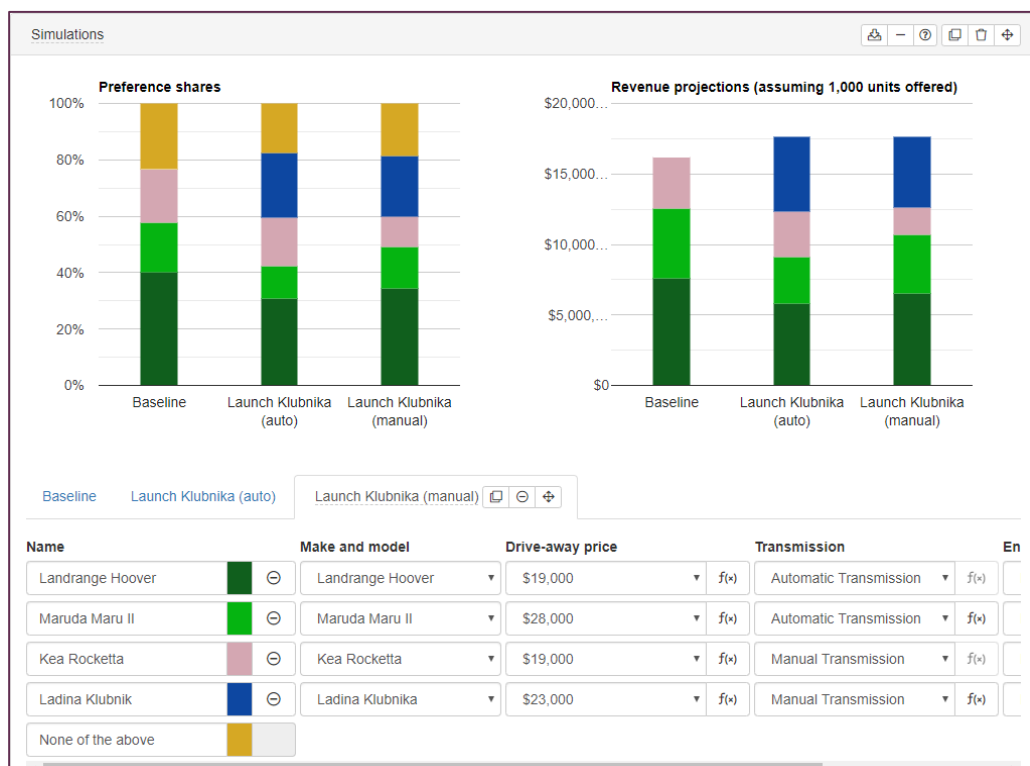 Simulations
Preference shares
100%
80%
60%
40%
20%
0%
Baseline
Launch Klubnika
(auto)
Launch Klubnika
(manual)
Revenue projections (assuming 1,000 units offered)
$20,000...
$15,000...
$10,000...
$5,000,...
$0
Baseline
Launch Klubnika
(auto)
Launch Klubnika
(manual)
Baseline Launch Klubnika (auto) Launch Klubnika (manual)
Name Make and model Drive-away price Transmission En
Landrange Hoover Landrange Hoover $19,000 f(x) Automatic Transmission f(x)
Maruda Maru II Maruda Maru II $28,000 f(x) Automatic Transmission f(x)
Kea Rocketta Kea Rocketta $19,000 f(x) Manual Transmission f(x)
Ladina Klubnik Ladina Klubnika $23,000 f(x) Manual Transmission f(x)
None of the above